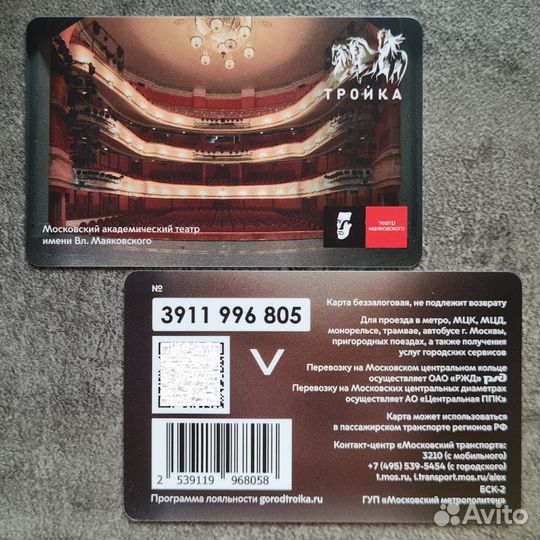 ТРОЙКА
Московский академический театр
имени Вл. Маяковского
театр
маяковского
№
3911 996 805
Карта беззалоговая, не подлежит возврату
Для проезда в метро, МЦК, МЦД,
монорельсе, трамвае, автобусе г. Москвы,
пригородных поездах, а также получения
услуг городских сервисов
Перевозку на Московском центральном кольце
осуществляет ОАО «РЖД» РЖД
Перевозку на Московских центральных диаметрах
осуществляет АО «Центральная ППК»
Карта может использоваться
в пассажирском транспорте регионов РФ
Контакт-центр «Московский транспорт»:
3210 (с мобильного)
+7 (495) 539-5454 (с городского)
t.mos.ru, i.transport.mos.ru/alex
БСК-2
ГУП «Московский метрополитен»
2 539119 968058
Программа лояльности gorodtroika.ru
Avito